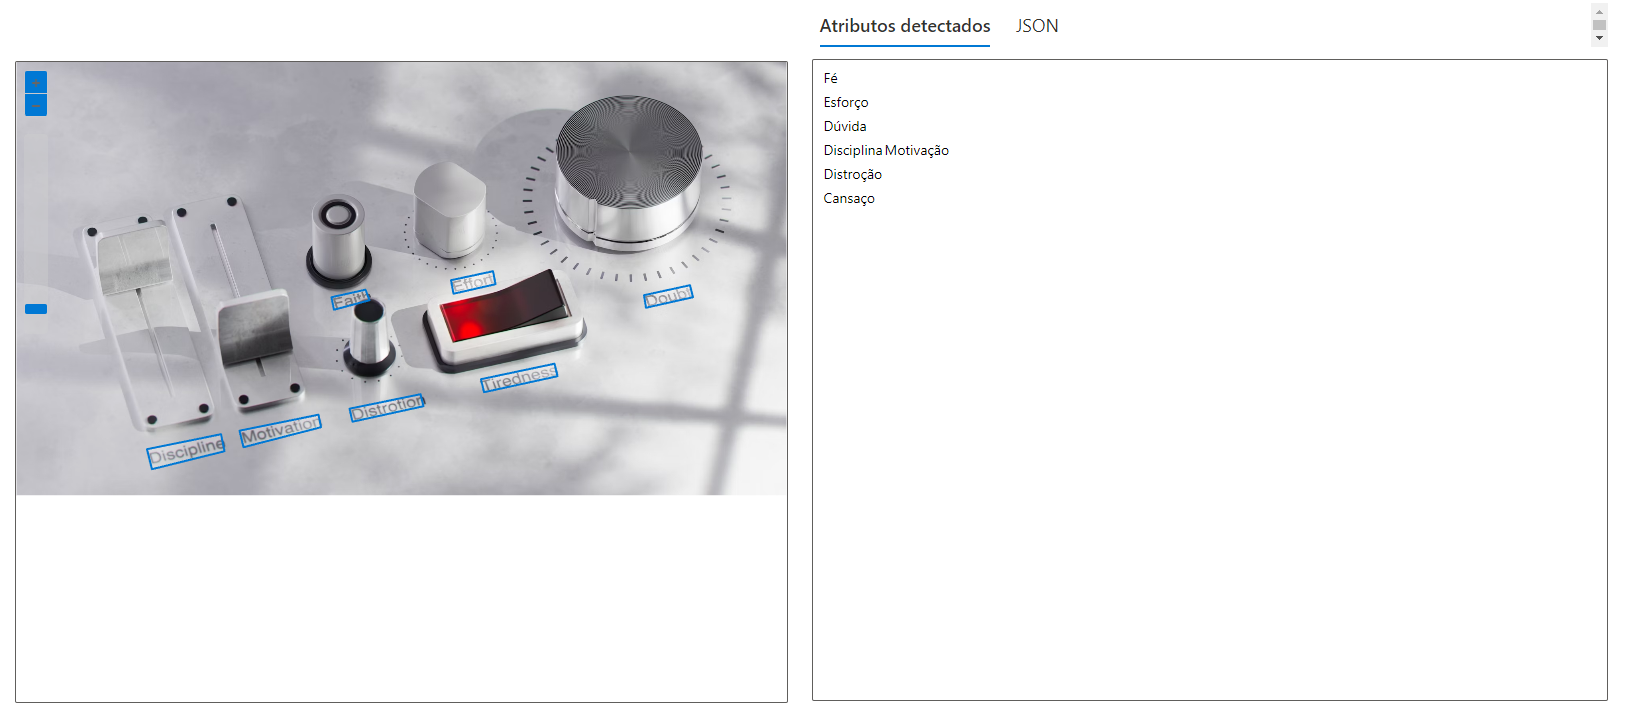 Atributos detectados JSON
Faith
Effort
Doubt
Discipline Motivation
Distrotion
Tiredness
Fé
Esforço
Dúvida
Disciplina Motivação
Distroção
Cansaço